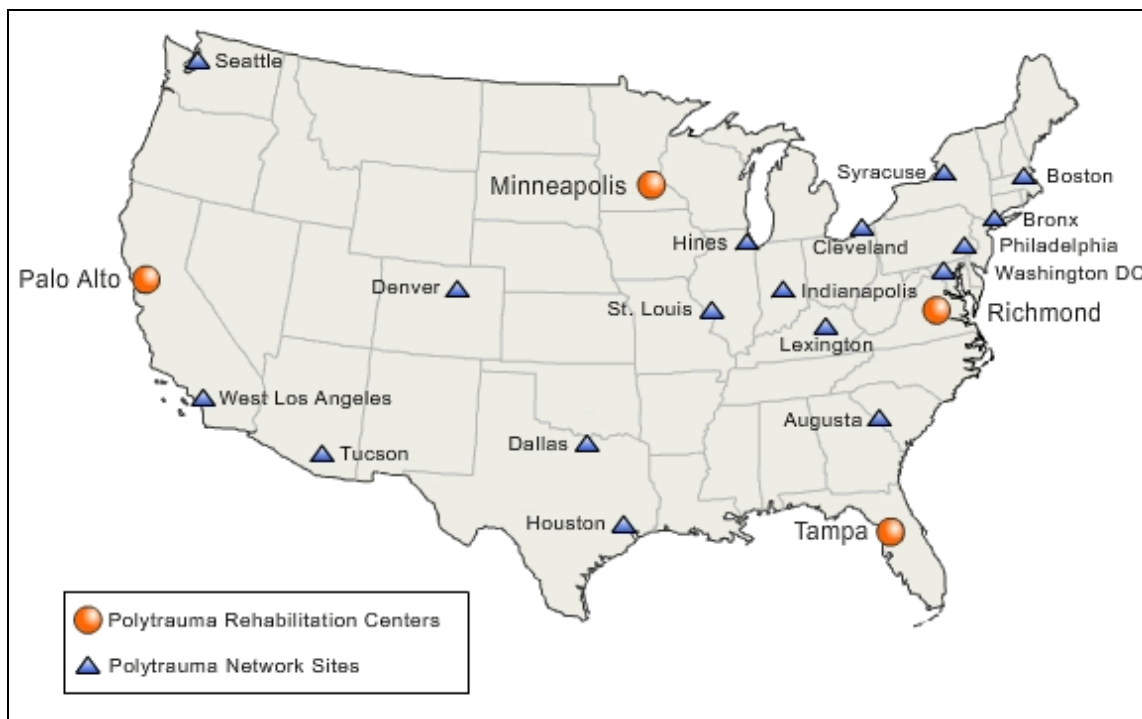 Seattle
Syracuse
Boston
Minneapolis
Bronx
Hines
Cleveland
Philadelphia
Washington DC
Palo Alto
Denver
Indianapolis
St. Louis
Richmond
Lexington
West Los Angeles
Augusta
Dallas
Tucson
Houston
Tampa
Polytrauma Rehabilitation Centers
Polytrauma Network Sites